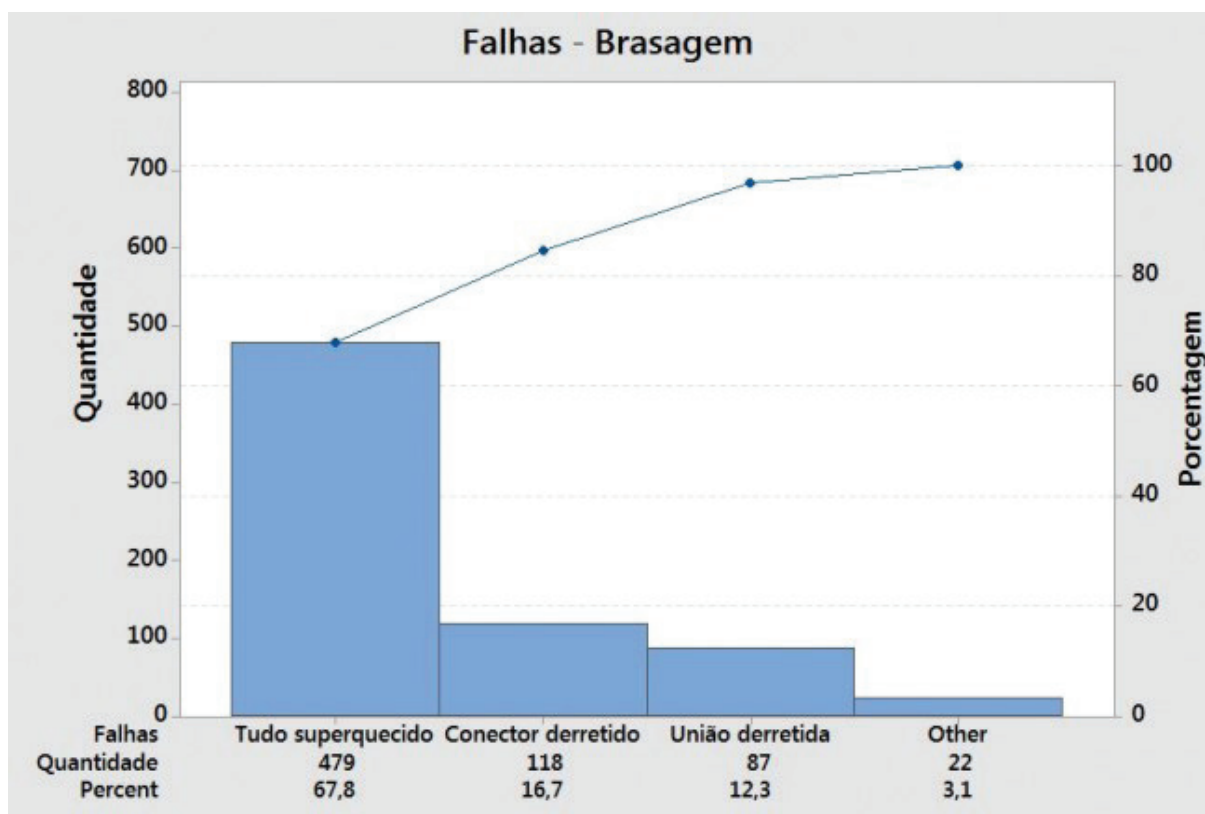 Falhas - Brasagem
800
700
600
500
400
300
200
100
0
Quantidade
100
80
60
40
20
0
Porcentagem
Falhas Tudo superquecido Conector derretido União derretida Other
Quantidade 479 118 87 22
Percent 67,8 16,7 12,3 3,1